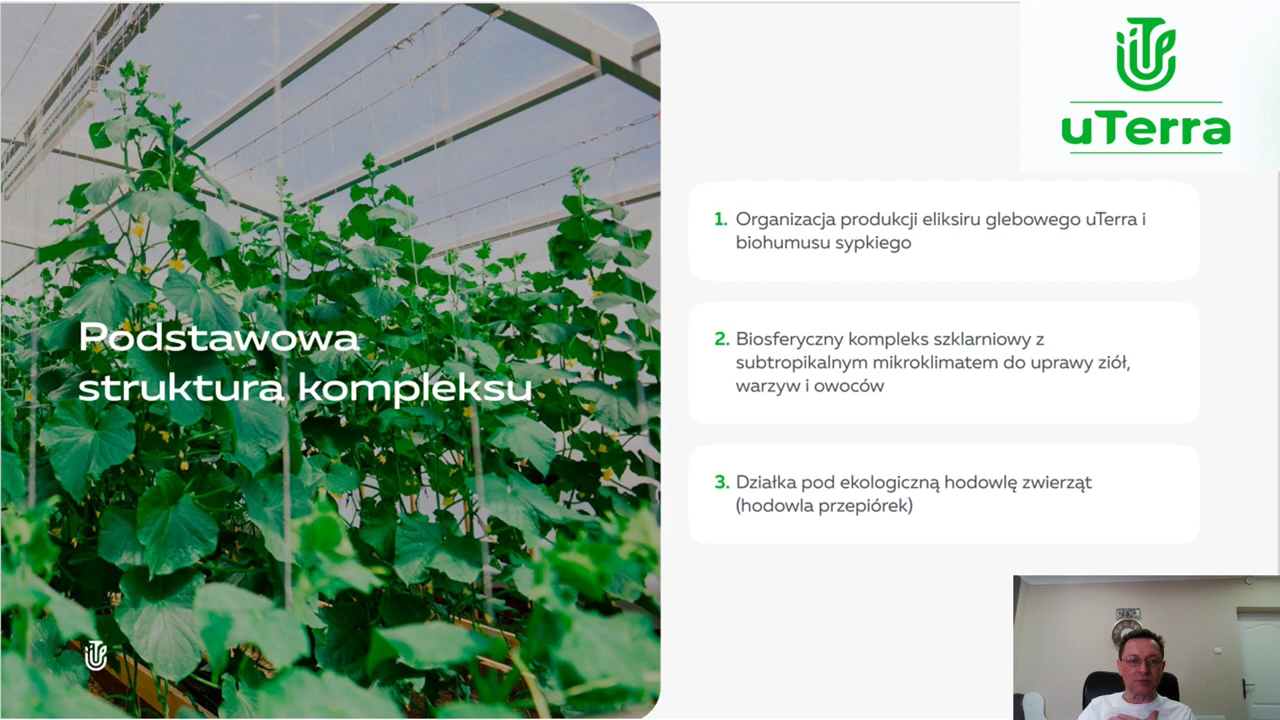 uTerra
Podstawowa
struktura kompleksu
1. Organizacja produkcji eliksiru glebowego uTerra i
biohumusu sypkiego
2. Biosferyczny kompleks szklarniowy z
subtropikalnym mikroklimatem do uprawy ziół,
warzyw i owoców
3. Działka pod ekologiczną hodowlę zwierząt
(hodowla przepiórek)